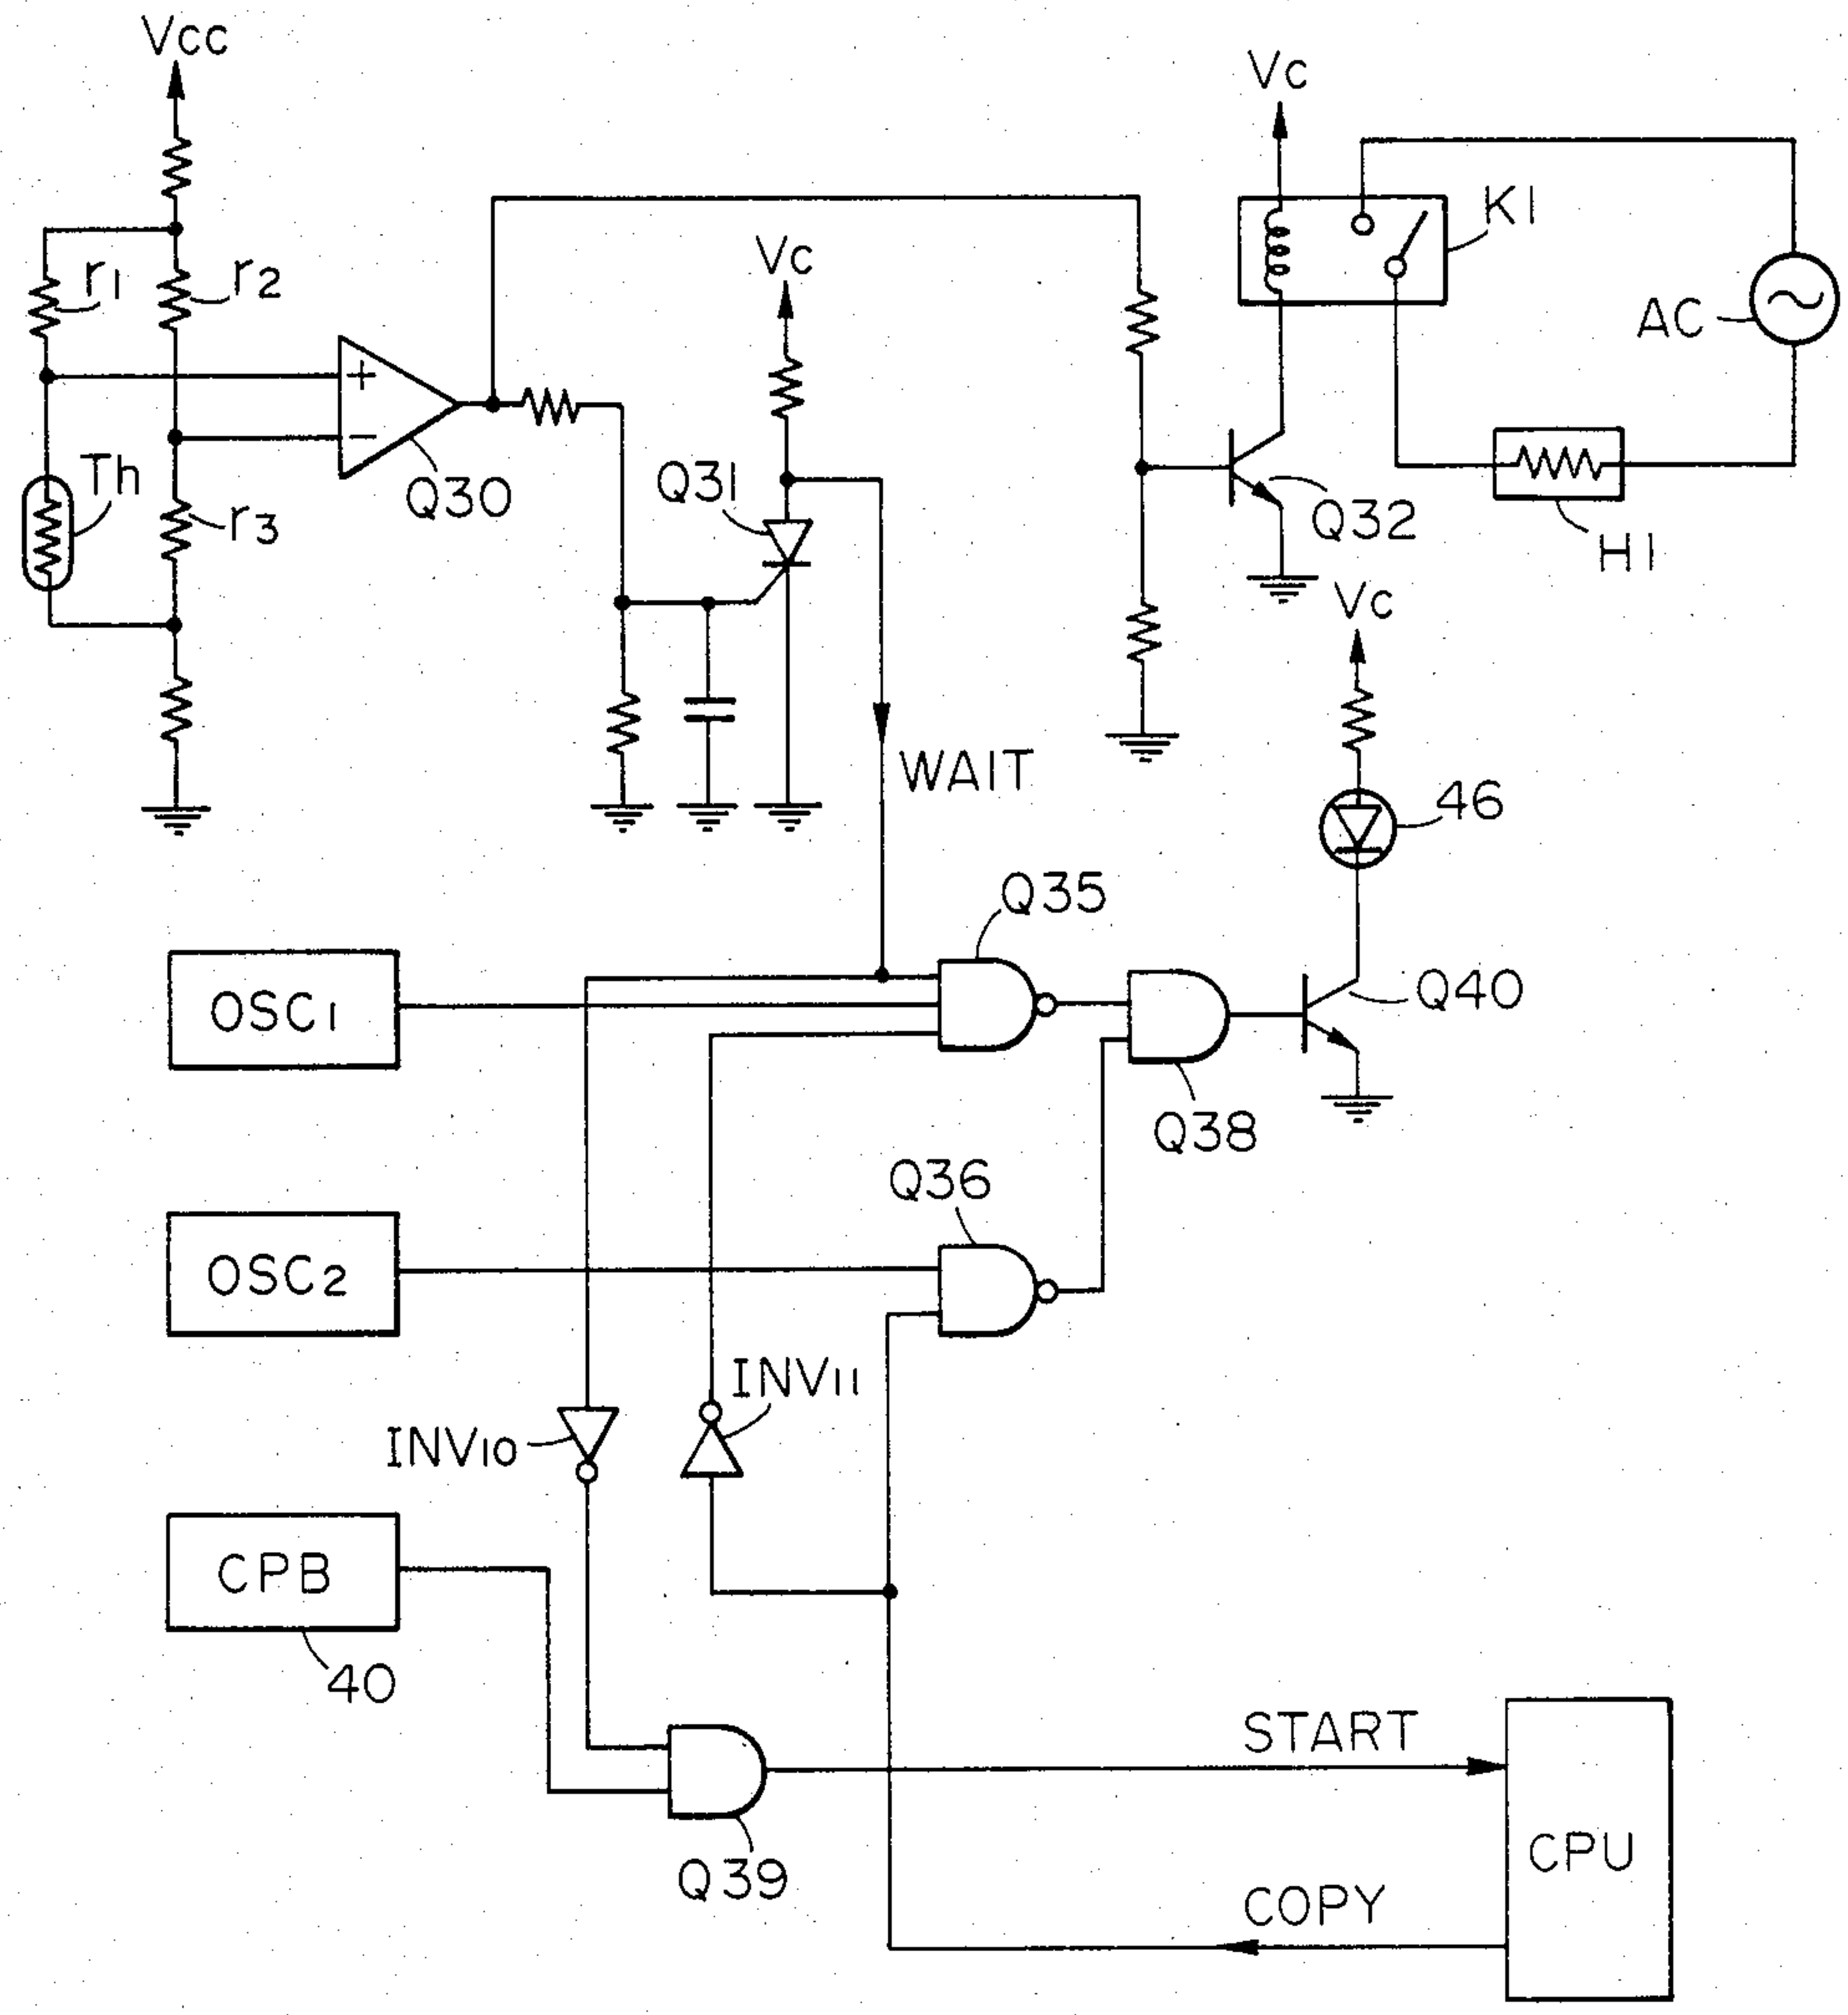 Vcc
Vc
K1
r1
r2
Vc
AC
Th
Q30
r3
Q31
Q32
H1
Vc
WAIT
46
Q35
OSC1
Q40
Q38
Q36
OSC2
INV11
INV10
CPB
40
START
CPU
Q39
COPY